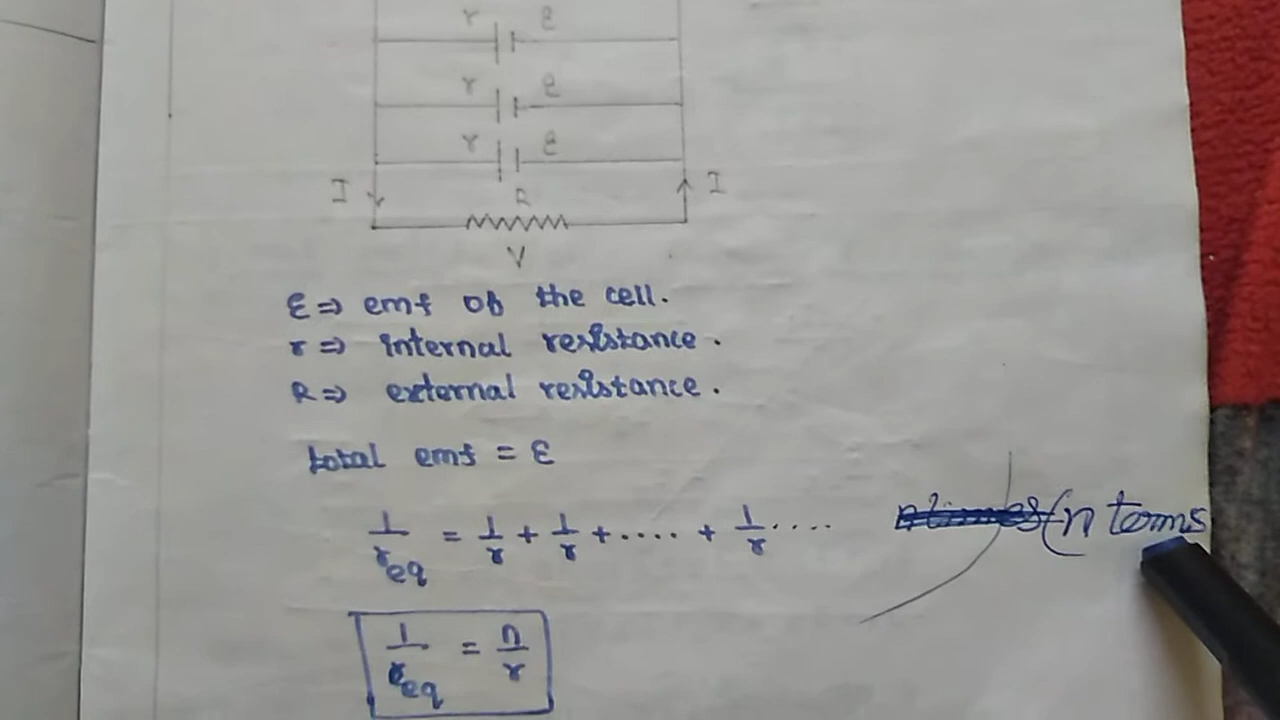 r ε
r ε
r ε
I R I
V
ε ⇒ emf of the cell.
r ⇒ internal resistance.
R ⇒ external resistance.
total emf = ε
1/r_eq = 1/r + 1/r + .... + 1/r .... (n terms
1/r_eq = n/r